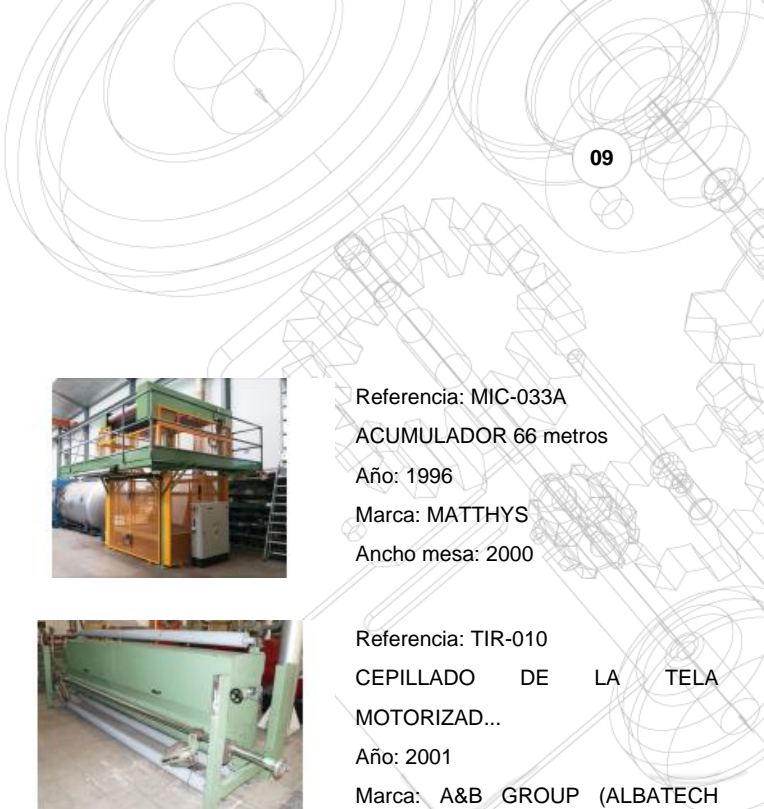 09
Referencia: MIC-033A
ACUMULADOR 66 metros
Año: 1996
Marca: MATTHYS
Ancho mesa: 2000
Referencia: TIR-010
CEPILLADO DE LA TELA
MOTORIZAD...
Año: 2001
Marca: A&B GROUP (ALBATECH